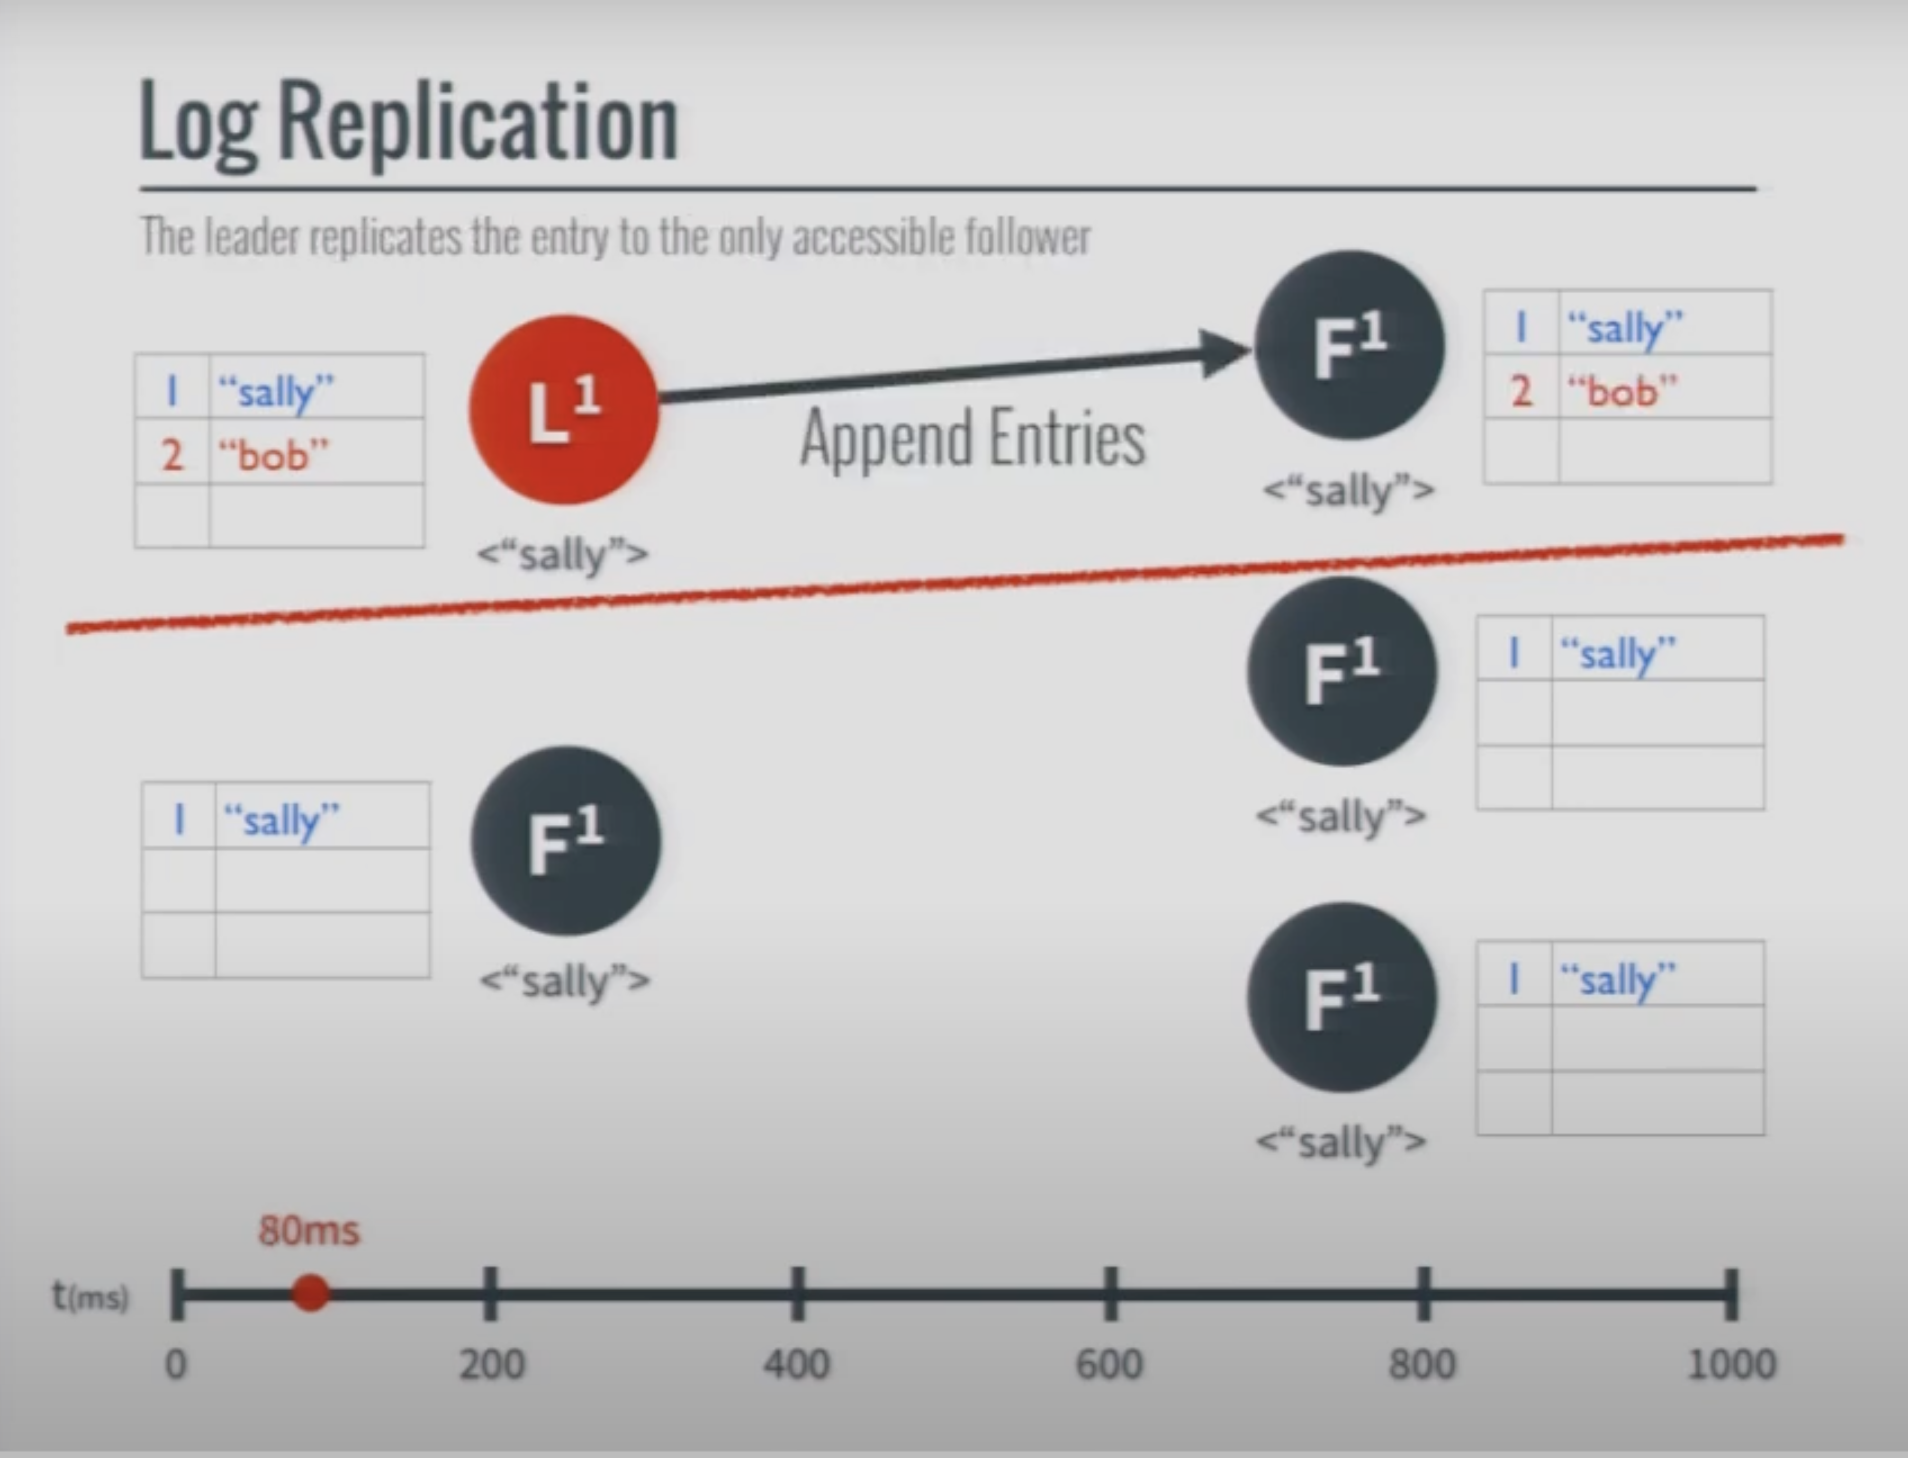 Log Replication
The leader replicates the entry to the only accessible follower
1 “sally”
2 “bob”
L¹
<“sally”>
Append Entries
F¹
<“sally”>
1 “sally”
2 “bob”
F¹
<“sally”>
1 “sally”
1 “sally”
F¹
<“sally”>
F¹
<“sally”>
1 “sally”
80ms
t(ms)
0 200 400 600 800 1000